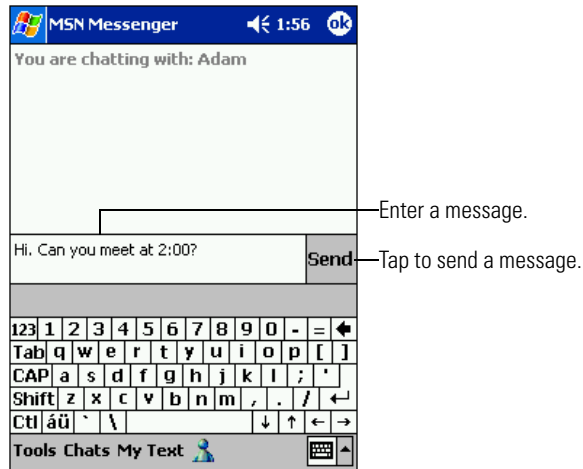 MSN Messenger 1:56 ok
You are chatting with: Adam
Enter a message.
Hi. Can you meet at 2:00?
Send
Tap to send a message.
123 1 2 3 4 5 6 7 8 9 0 - = 🡸
Tab q w e r t y u i o p [ ]
CAP a s d f g h j k l ; '
Shift z x c v b n m , . / ↵
Ctl áü ` \ ↓ ↑ ← →
Tools Chats My Text